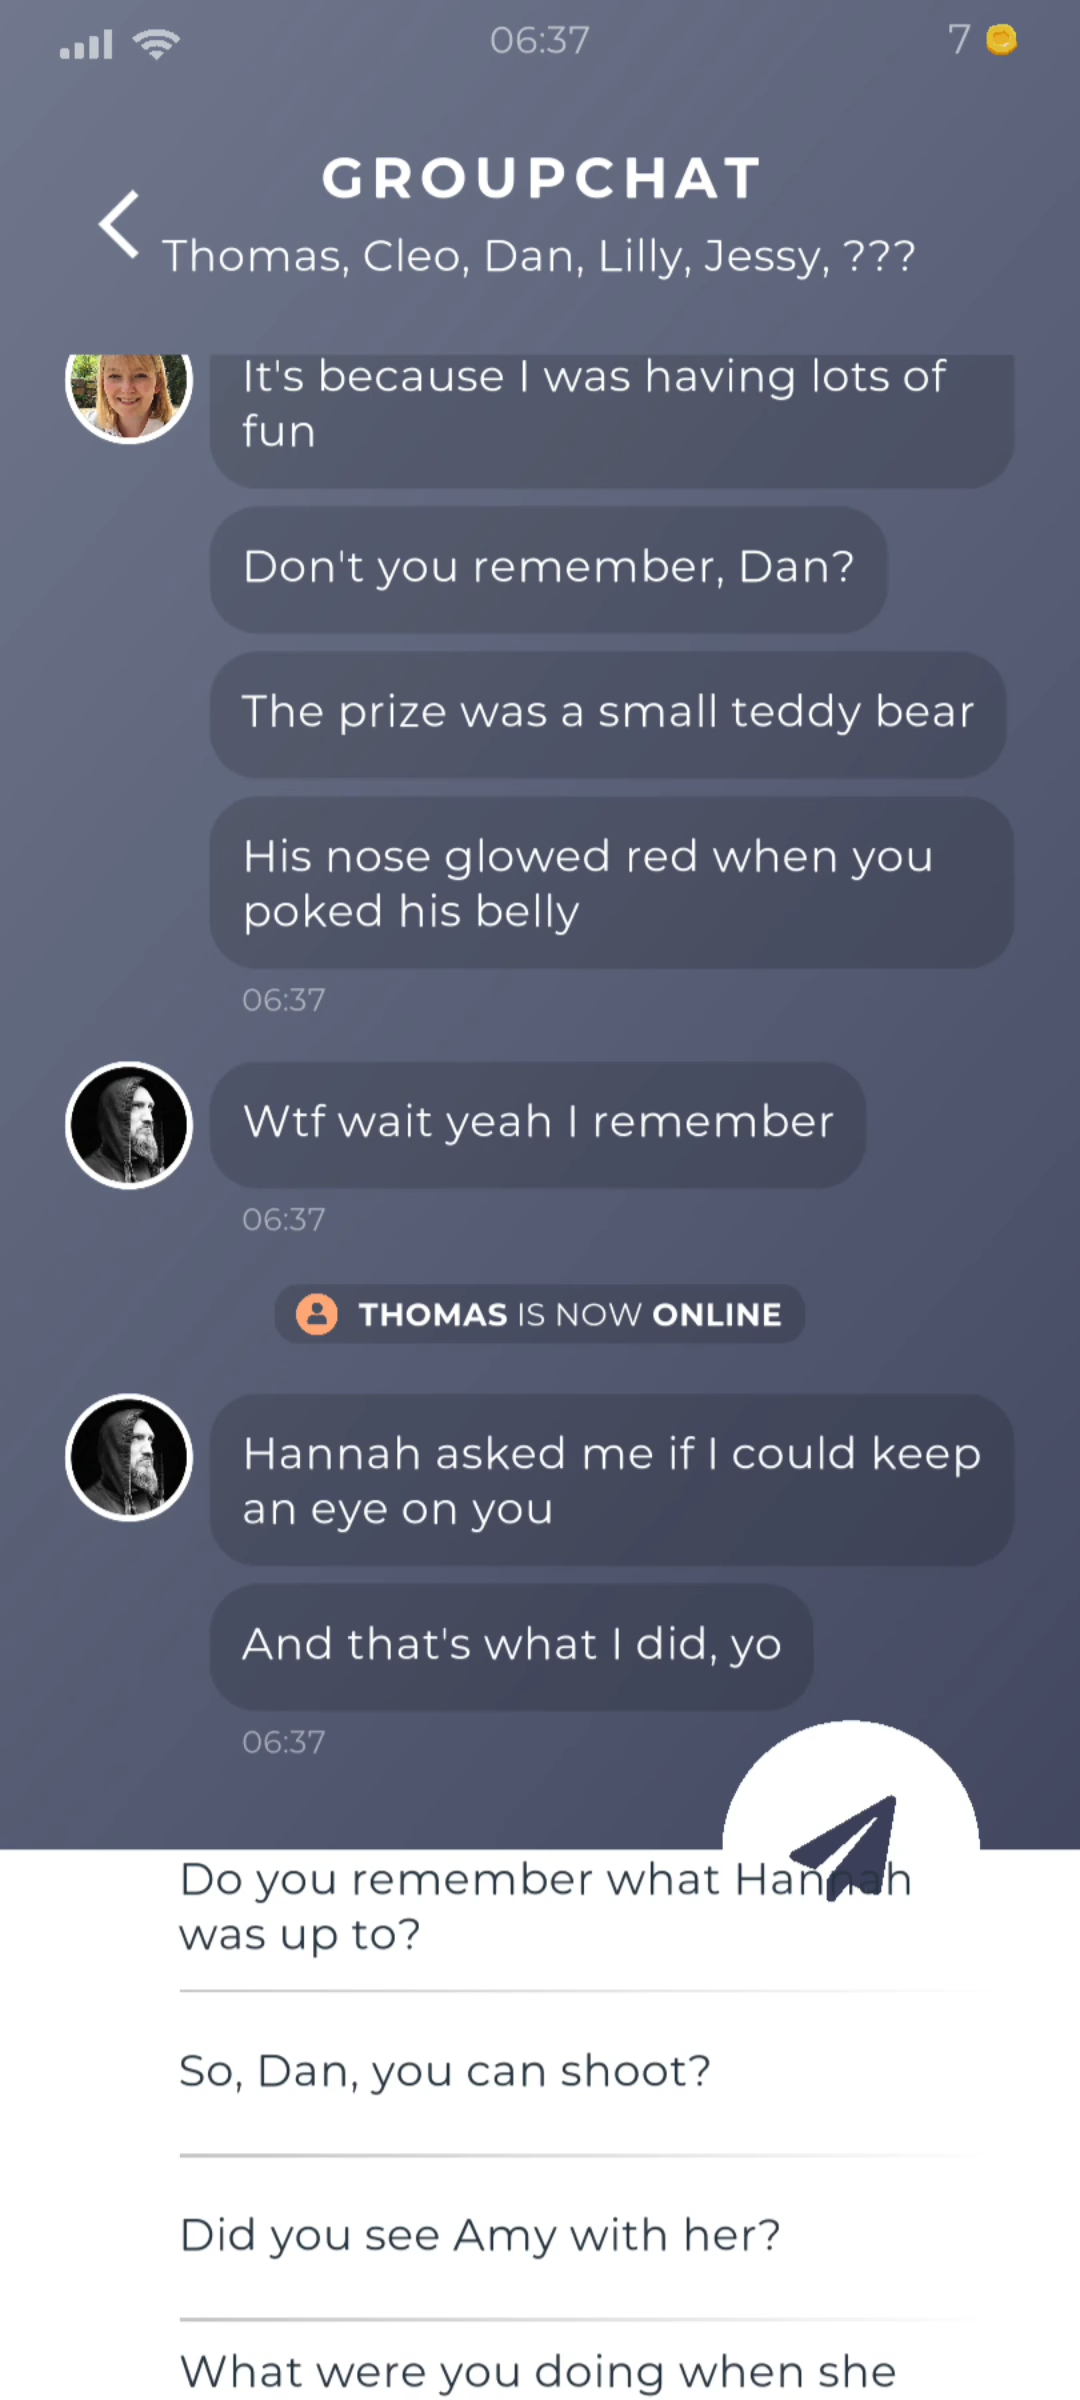 06:37
7
GROUPCHAT
Thomas, Cleo, Dan, Lilly, Jessy, ???
It's because I was having lots of
fun
Don't you remember, Dan?
The prize was a small teddy bear
His nose glowed red when you
poked his belly
06:37
Wtf wait yeah I remember
06:37
THOMAS IS NOW ONLINE
Hannah asked me if I could keep
an eye on you
And that's what I did, yo
06:37
Do you remember what Hannah
was up to?
So, Dan, you can shoot?
Did you see Amy with her?
What were you doing when she